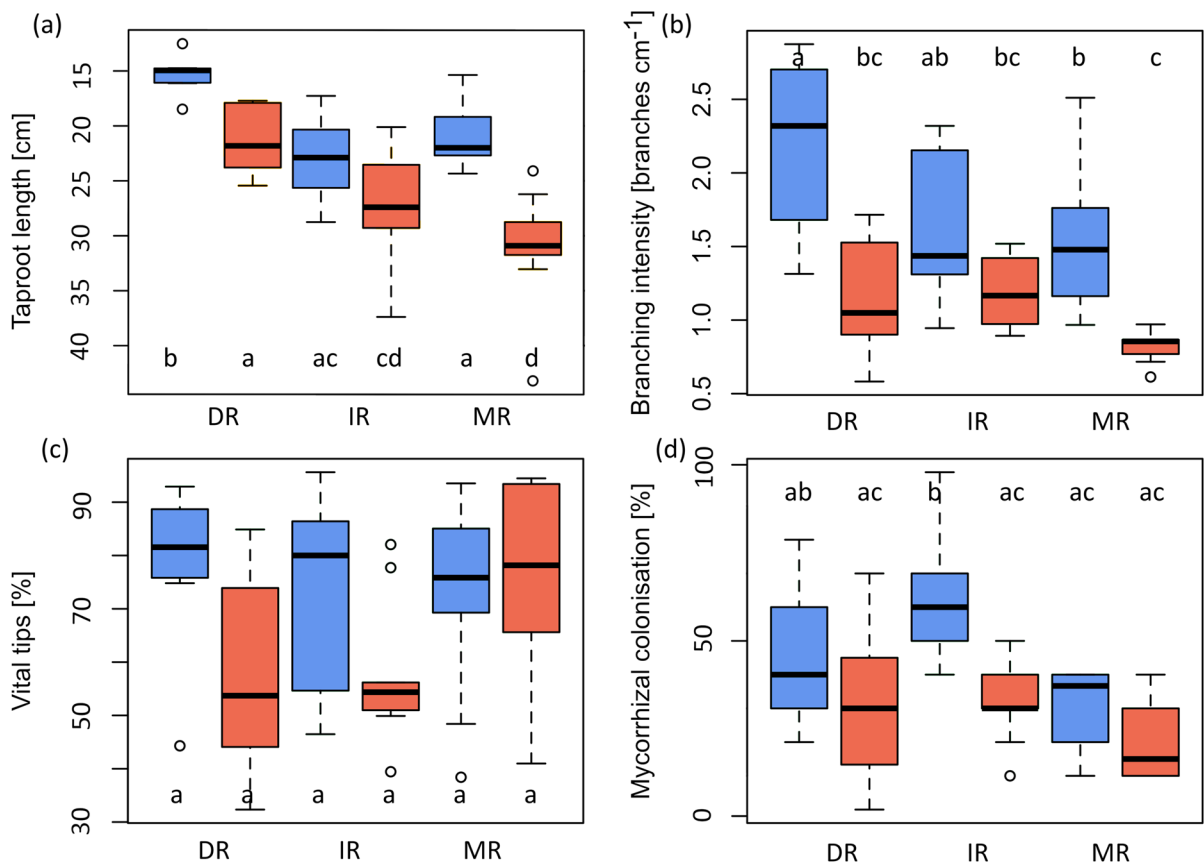 (a)
Taproot length [cm]
15
20
25
30
35
40
b a ac cd a d
DR IR MR
(b)
Branching intensity [branches cm⁻¹]
2.5
2.0
1.5
1.0
0.5
a bc ab bc b c
DR IR MR
(c)
Vital tips [%]
90
70
50
30
a a a a a a
DR IR MR
(d)
Mycorrhizal colonisation [%]
100
50
0
ab ac b ac ac ac
DR IR MR